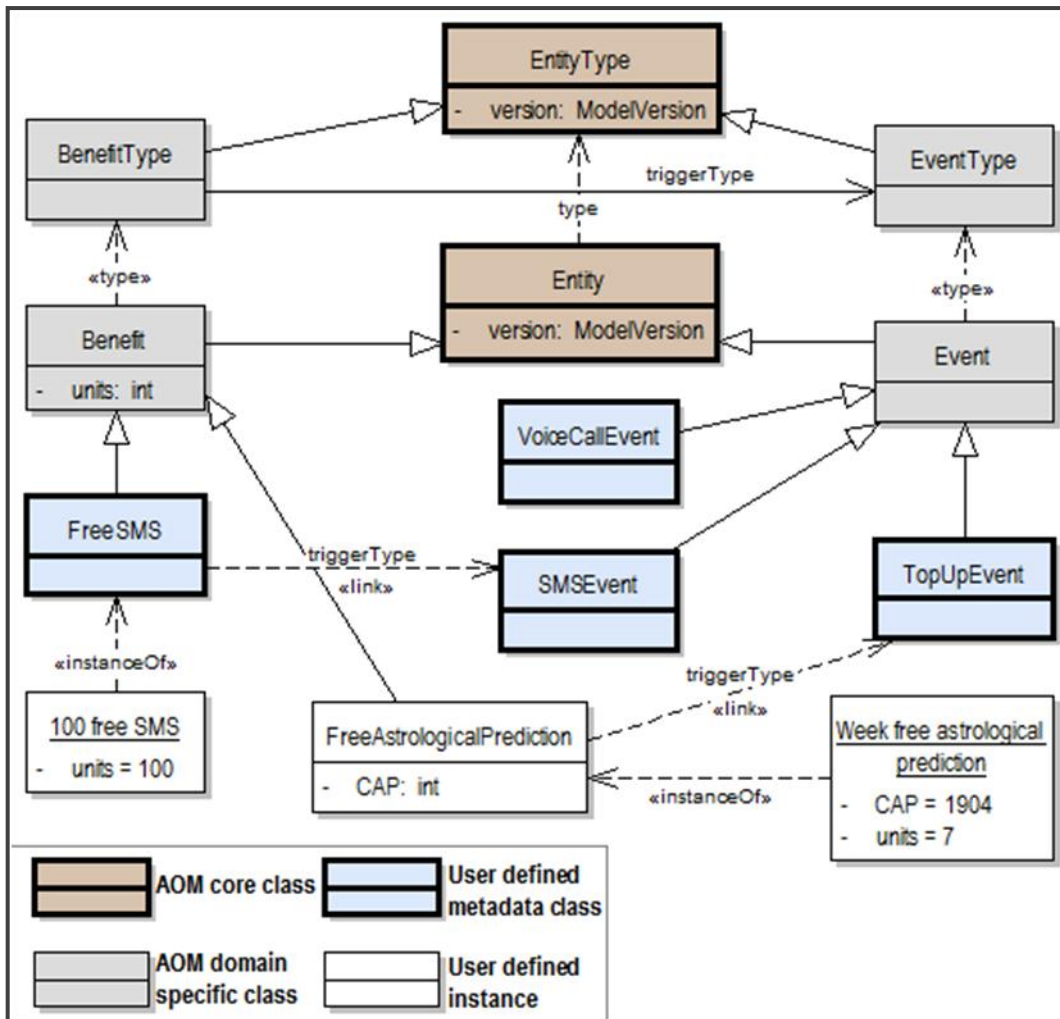 EntityType
- version: ModelVersion
BenefitType
EventType
triggerType
type
«type»
«type»
Entity
- version: ModelVersion
Benefit
- units: int
Event
VoiceCallEvent
FreeSMS
triggerType
«link»
SMSEvent
TopUpEvent
«instanceOf»
triggerType
«link»
100 free SMS
- units = 100
FreeAstrologicalPrediction
- CAP: int
«instanceOf»
Week free astrological
prediction
- CAP = 1904
- units = 7
AOM core class
User defined
metadata class
AOM domain
specific class
User defined
instance